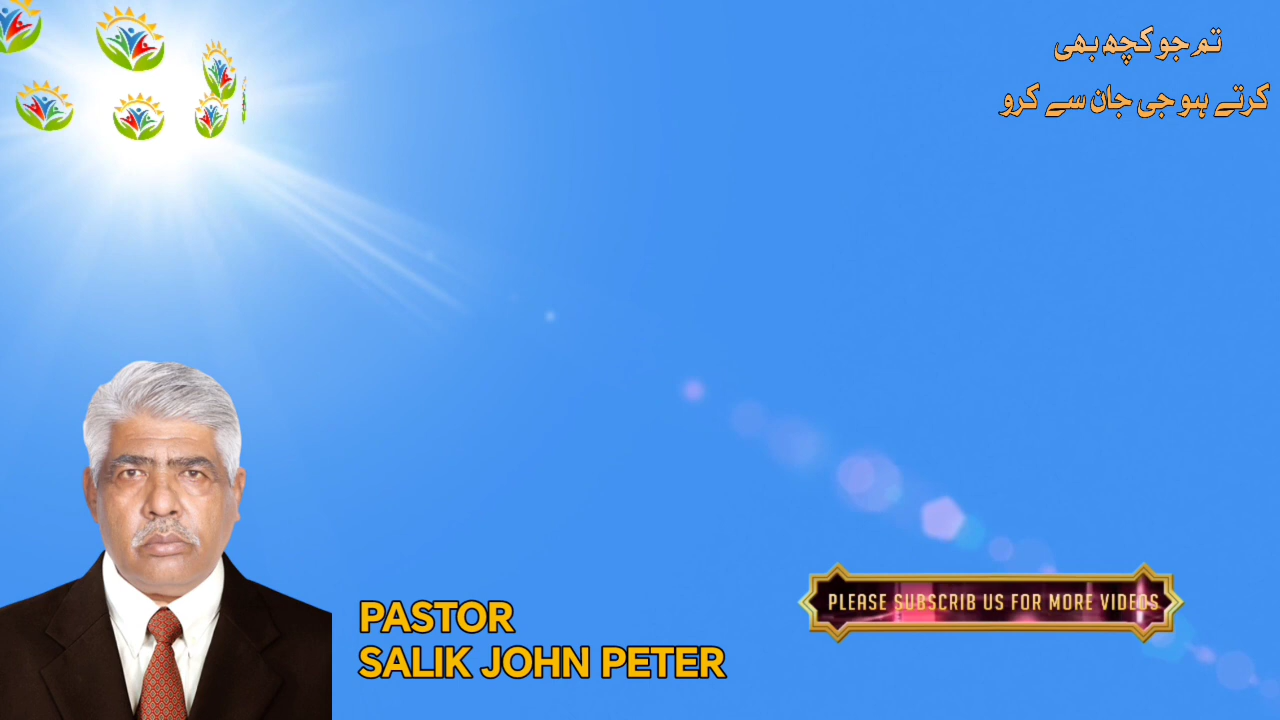 تم جو کچھ بھی
کرتے ہو جی جان سے کرو
PASTOR
SALIK JOHN PETER
PLEASE SUBSCRIB US FOR MORE VIDEOS